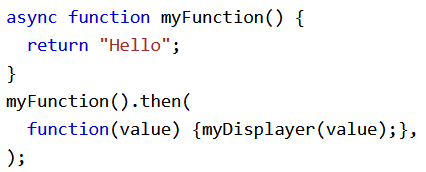 async function myFunction() {
  return "Hello";
}
myFunction().then(
  function(value) {myDisplayer(value);},
);